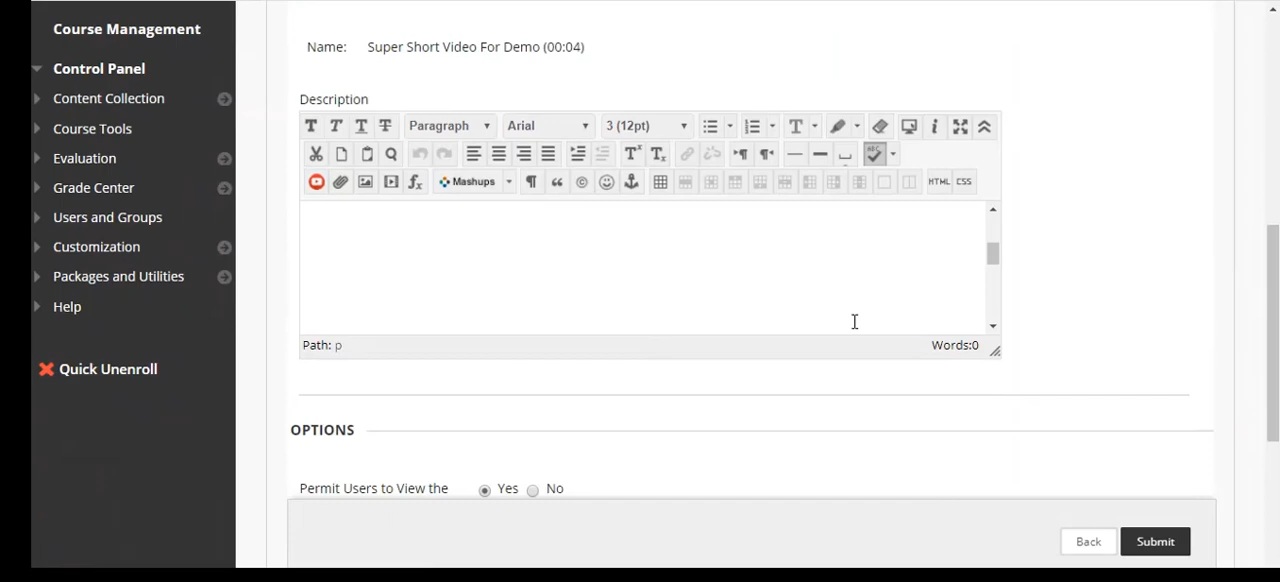 Course Management
Control Panel
Content Collection
Course Tools
Evaluation
Grade Center
Users and Groups
Customization
Packages and Utilities
Help
Quick Unenroll
Name: Super Short Video For Demo (00:04)
Description
T T T T Paragraph Arial 3 (12pt) T
ABC
Mashups HTML CSS
Path: p Words:0
OPTIONS
Permit Users to View the Yes No
Back Submit